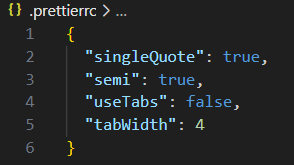 {} .prettierrc > ...
1 {
2 "singleQuote": true,
3 "semi": true,
4 "useTabs": false,
5 "tabWidth": 4
6 }